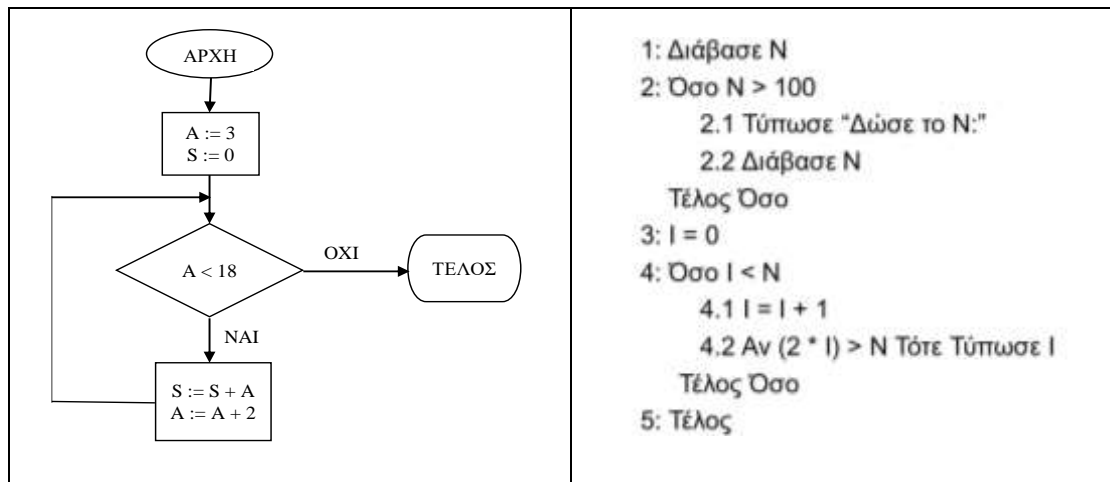 ΑΡΧΗ
A := 3
S := 0
A < 18
ΟΧΙ
ΤΕΛΟΣ
ΝΑΙ
S := S + A
A := A + 2
1: Διάβασε N
2: Όσο N > 100
2.1 Τύπωσε “Δώσε το N:”
2.2 Διάβασε N
Τέλος Όσο
3: I = 0
4: Όσο I < N
4.1 I = I + 1
4.2 Αν (2 * I) > N Τότε Τύπωσε I
Τέλος Όσο
5: Τέλος